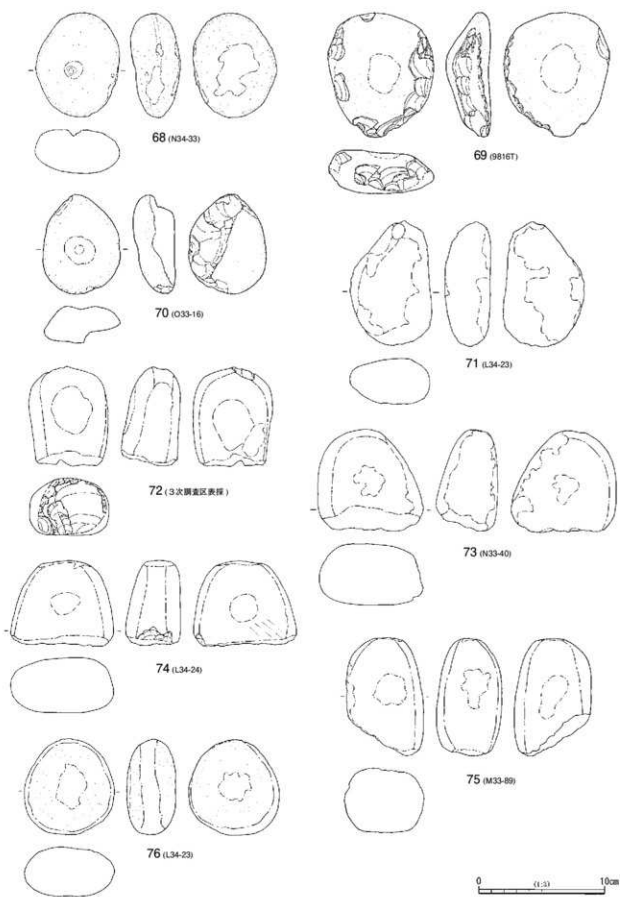 68 (N34-33)
69 (9816T)
70 (O33-16)
71 (L34-23)
72 (3次調査区表採)
73 (N33-40)
74 (L34-24)
75 (M33-89)
76 (L34-23)
0 (1:3) 10cm